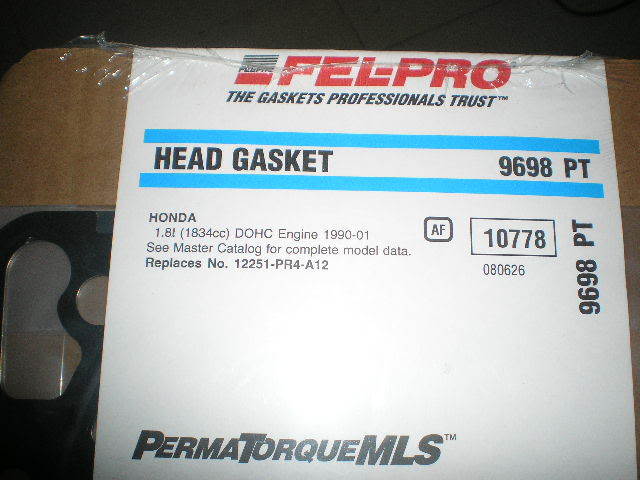 FELPRO FEL-PRO
THE GASKETS PROFESSIONALS TRUST™
HEAD GASKET 9698 PT
HONDA
1.8ℓ (1834cc) DOHC Engine 1990-01
See Master Catalog for complete model data.
Replaces No. 12251-PR4-A12
AF 10778
080626
9698 PT
PERMATORQUEMLS™